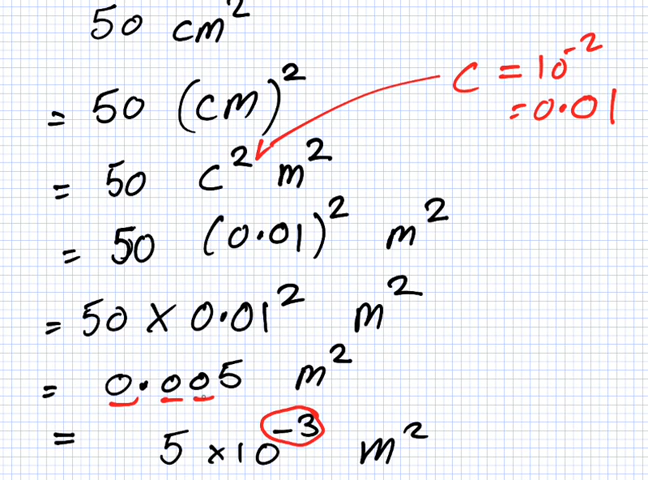 50 cm²
= 50 (cm)²
c = 10⁻²
= 0.01
= 50 c² m²
= 50 (0.01)² m²
= 50 × 0.01² m²
= 0.005 m²
= 5 × 10⁻³ m²